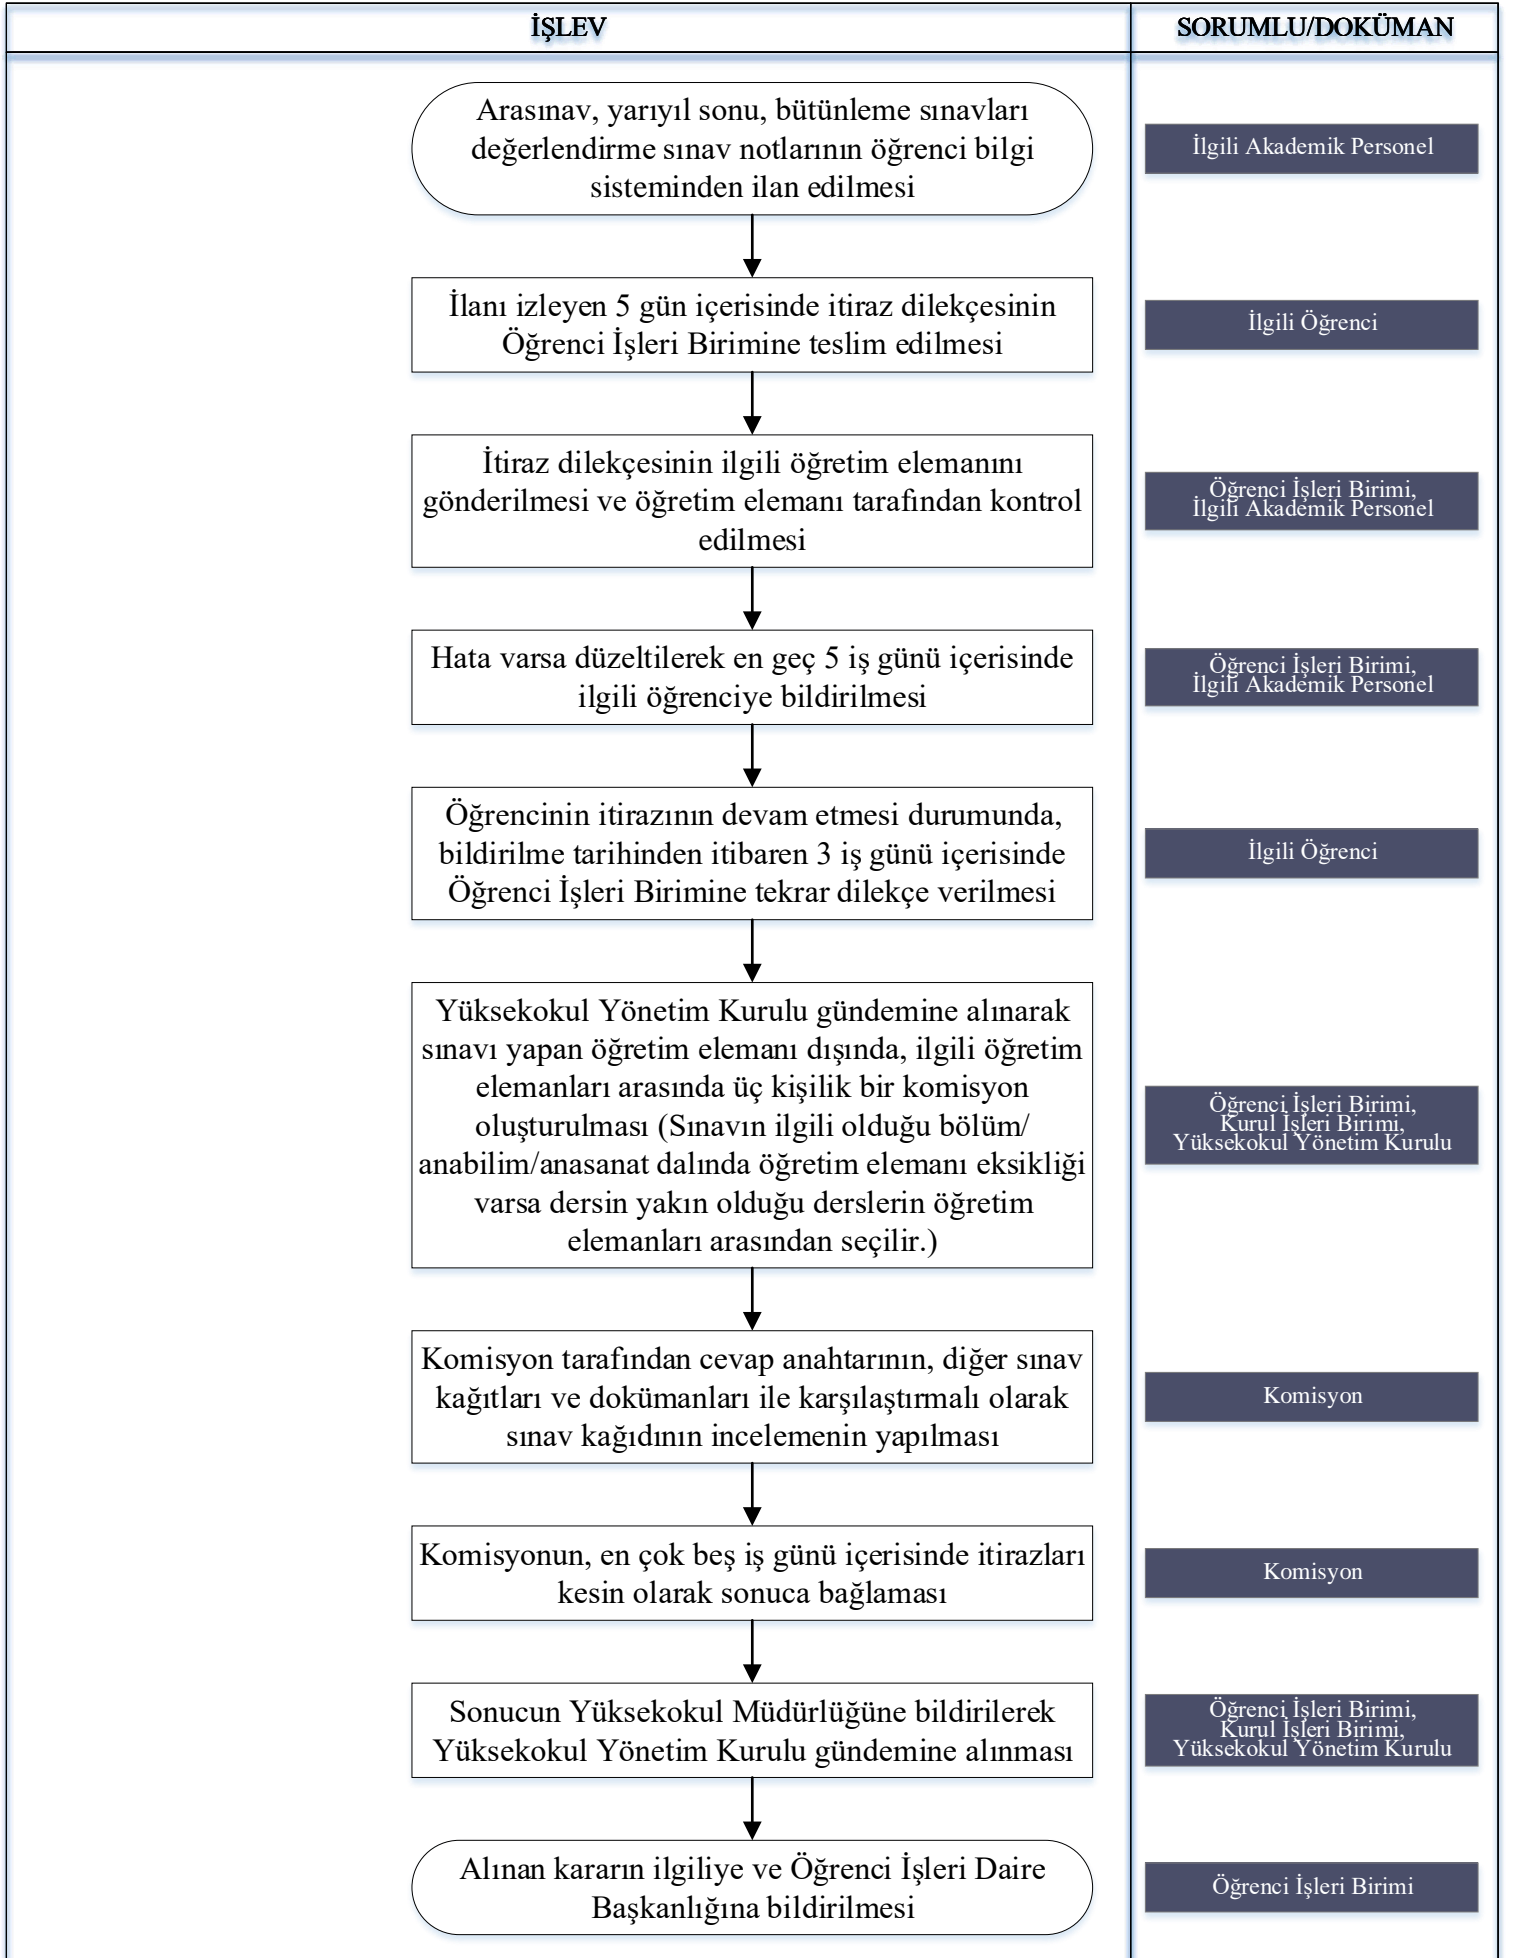 İŞLEV
SORUMLU/DOKÜMAN
Arasınav, yarıyıl sonu, bütünleme sınavları
değerlendirme sınav notlarının öğrenci bilgi
sisteminden ilan edilmesi
İlgili Akademik Personel
İlanı izleyen 5 gün içerisinde itiraz dilekçesinin
Öğrenci İşleri Birimine teslim edilmesi
İlgili Öğrenci
İtiraz dilekçesinin ilgili öğretim elemanını
gönderilmesi ve öğretim elemanı tarafından kontrol
edilmesi
Öğrenci İşleri Birimi,
İlgili Akademik Personel
Hata varsa düzeltilerek en geç 5 iş günü içerisinde
ilgili öğrenciye bildirilmesi
Öğrenci İşleri Birimi,
İlgili Akademik Personel
Öğrencinin itirazının devam etmesi durumunda,
bildirilme tarihinden itibaren 3 iş günü içerisinde
Öğrenci İşleri Birimine tekrar dilekçe verilmesi
İlgili Öğrenci
Yüksekokul Yönetim Kurulu gündemine alınarak
sınavı yapan öğretim elemanı dışında, ilgili öğretim
elemanları arasında üç kişilik bir komisyon
oluşturulması (Sınavın ilgili olduğu bölüm/
anabilim/anasanat dalında öğretim elemanı eksikliği
varsa dersin yakın olduğu derslerin öğretim
elemanları arasından seçilir.)
Öğrenci İşleri Birimi,
Kurul İşleri Birimi,
Yüksekokul Yönetim Kurulu
Komisyon tarafından cevap anahtarının, diğer sınav
kağıtları ve dokümanları ile karşılaştırmalı olarak
sınav kağıdının incelemenin yapılması
Komisyon
Komisyonun, en çok beş iş günü içerisinde itirazları
kesin olarak sonuca bağlaması
Komisyon
Sonucun Yüksekokul Müdürlüğüne bildirilerek
Yüksekokul Yönetim Kurulu gündemine alınması
Öğrenci İşleri Birimi,
Kurul İşleri Birimi,
Yüksekokul Yönetim Kurulu
Alınan kararın ilgiliye ve Öğrenci İşleri Daire
Başkanlığına bildirilmesi
Öğrenci İşleri Birimi